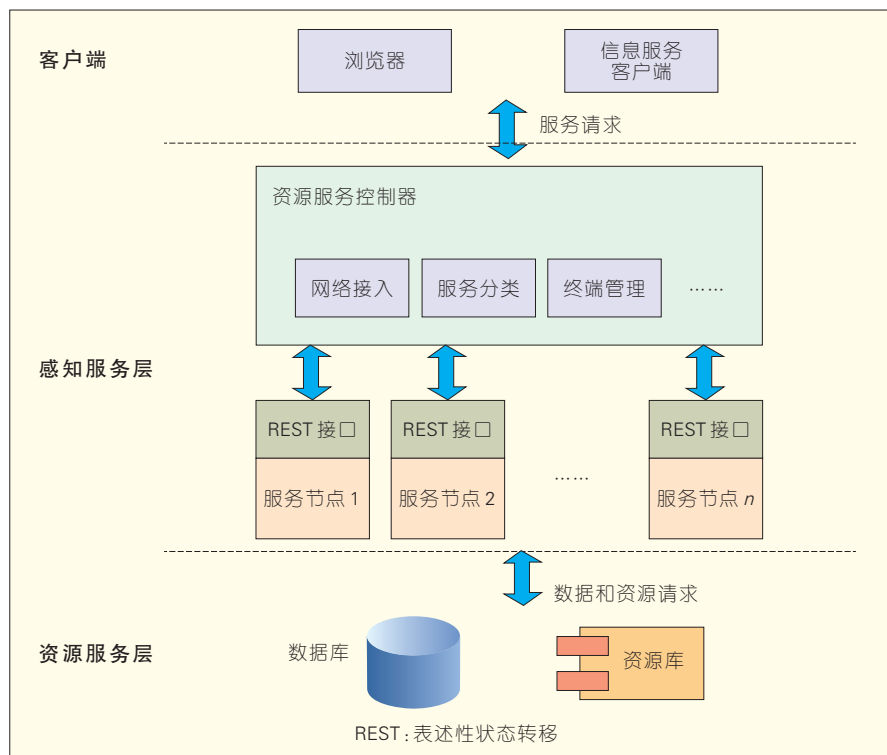 客户端
浏览器
信息服务
客户端
服务请求
资源服务控制器
网络接入
服务分类
终端管理
……
感知服务层
REST 接口
REST 接口
REST 接口
服务节点 1
服务节点 2
……
服务节点 n
数据和资源请求
资源服务层
数据库
资源库
REST：表述性状态转移